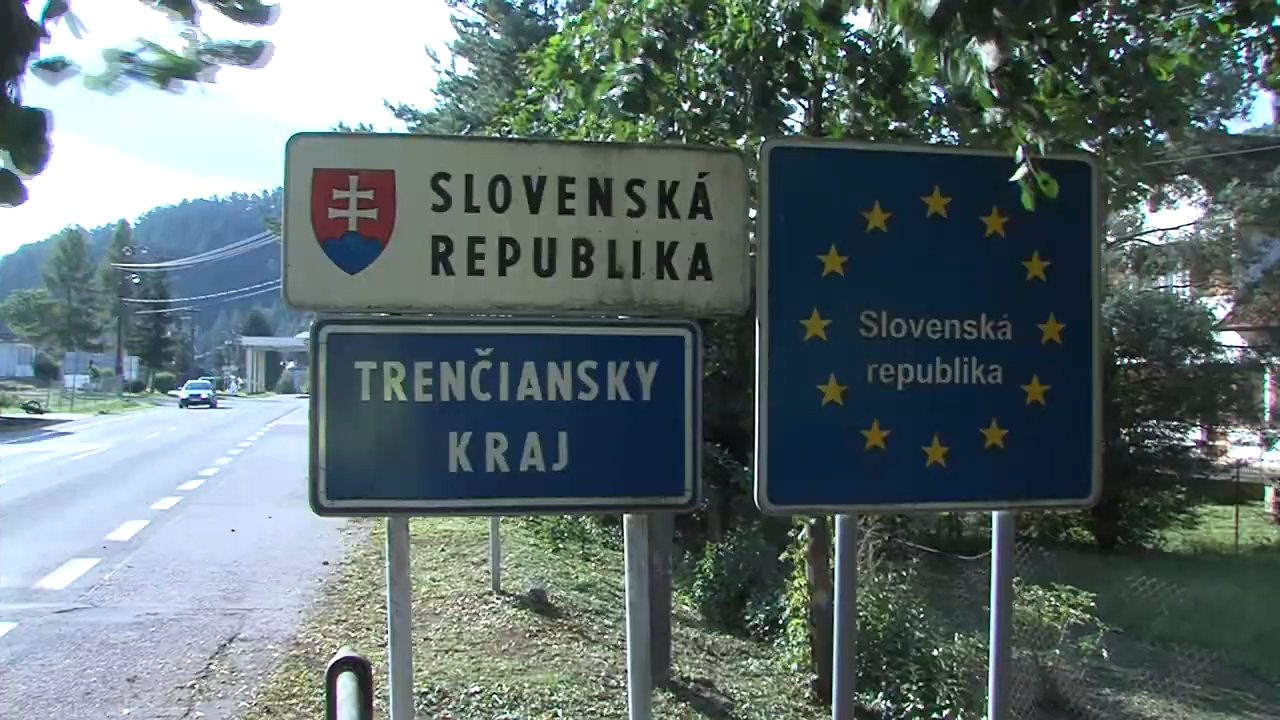 SLOVENSKÁ
REPUBLIKA
TRENČIANSKY
KRAJ
Slovenská
republika